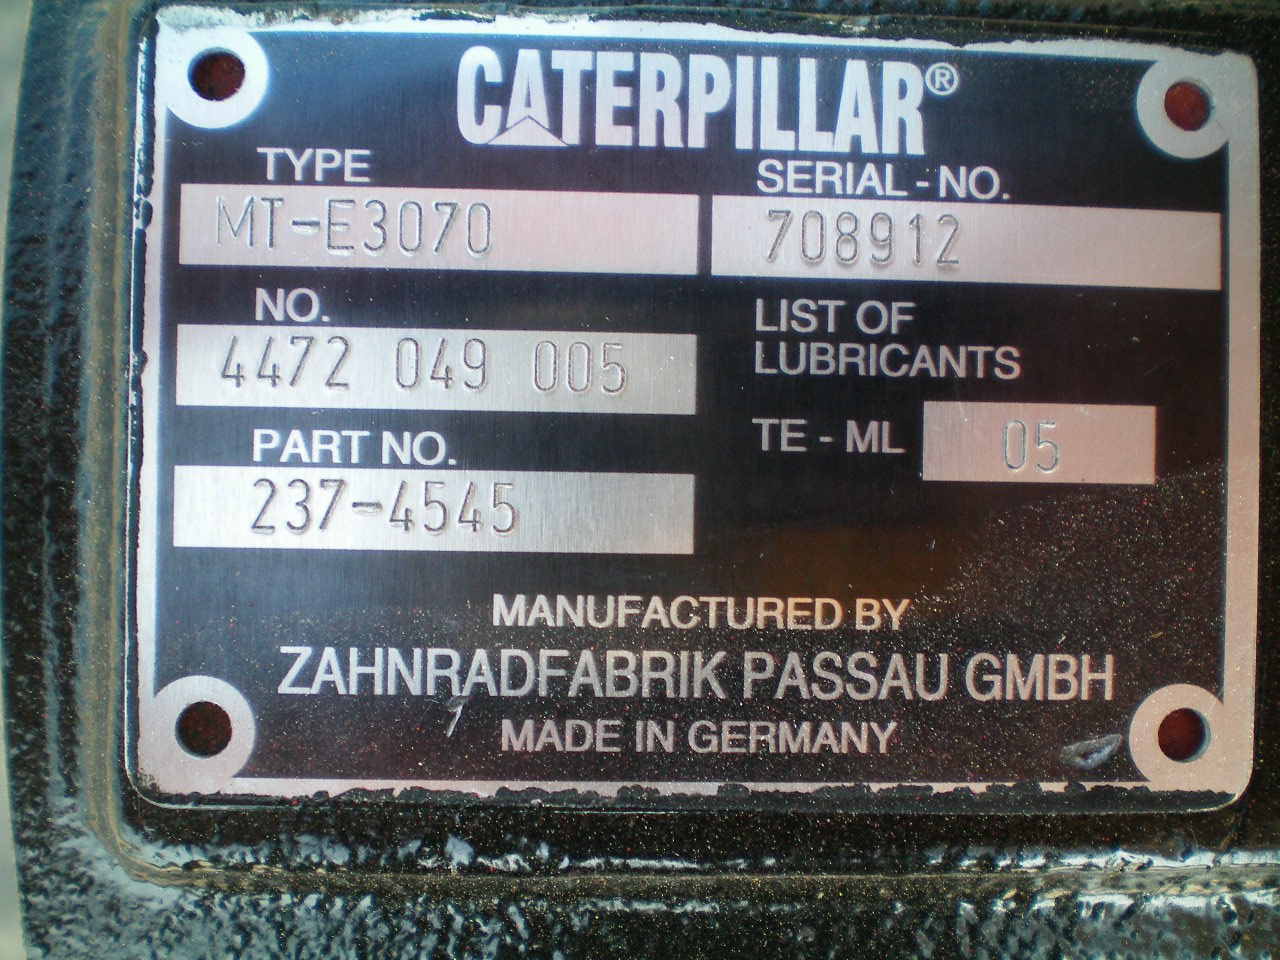 CATERPILLAR®
TYPE
MT-E3070
SERIAL-NO.
708912
NO.
4472 049 005
LIST OF
LUBRICANTS
TE-ML 05
PART NO.
237-4545
MANUFACTURED BY
ZAHNRADFABRIK PASSAU GMBH
MADE IN GERMANY